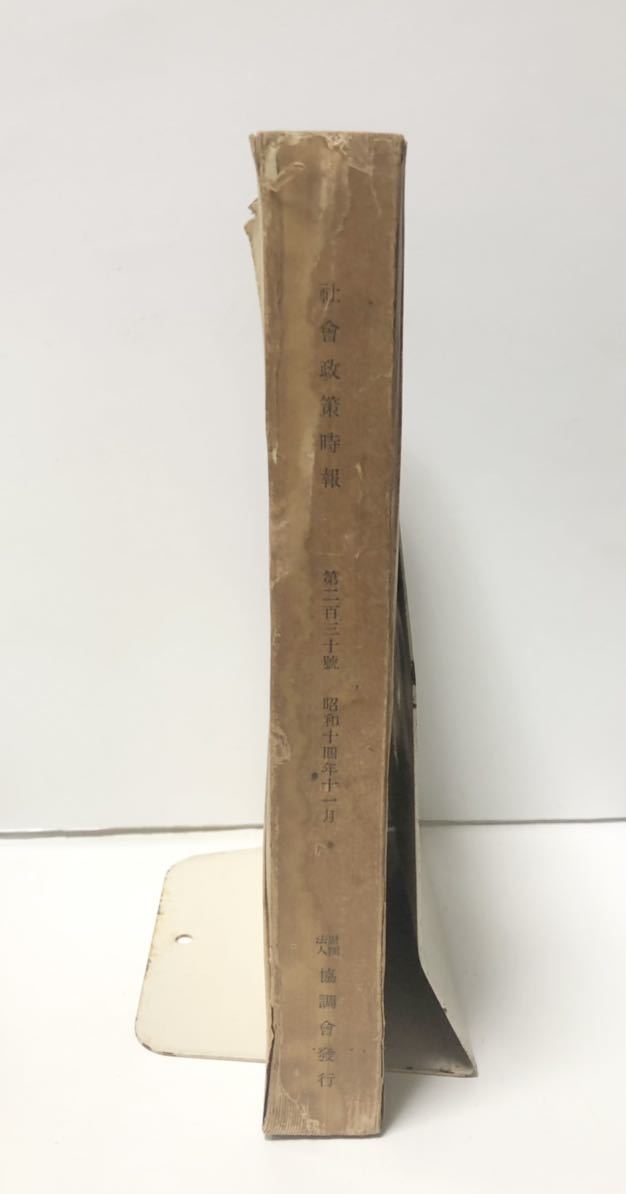 社會政策時報
第二百三十號
昭和十四年十一月
財團法人
協調會發行